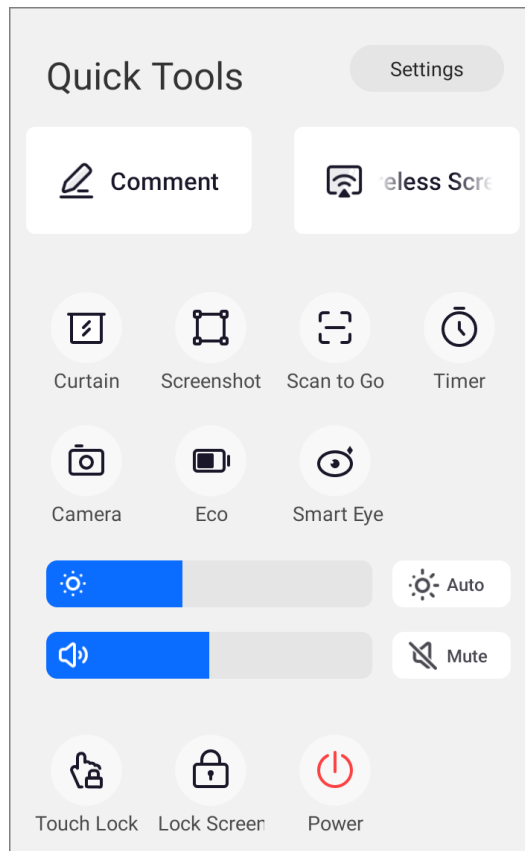 Quick Tools
Settings
Comment
eless Scre
Curtain
Screenshot
Scan to Go
Timer
Camera
Eco
Smart Eye
Auto
Mute
Touch Lock
Lock Screen
Power